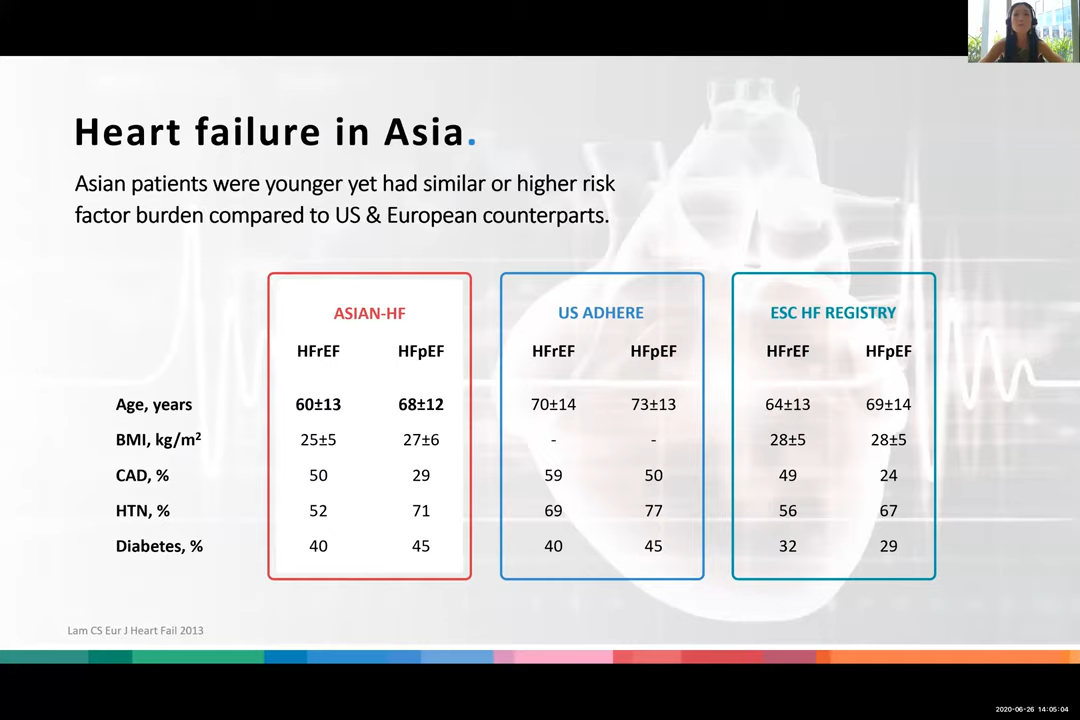 Heart failure in Asia.
Asian patients were younger yet had similar or higher risk
factor burden compared to US & European counterparts.
ASIAN-HF US ADHERE ESC HF REGISTRY
HFrEF HFpEF HFrEF HFpEF HFrEF HFpEF
Age, years 60±13 68±12 70±14 73±13 64±13 69±14
BMI, kg/m² 25±5 27±6 - - 28±5 28±5
CAD, % 50 29 59 50 49 24
HTN, % 52 71 69 77 56 67
Diabetes, % 40 45 40 45 32 29
Lam CS Eur J Heart Fail 2013
2020-06-26 14:05:04